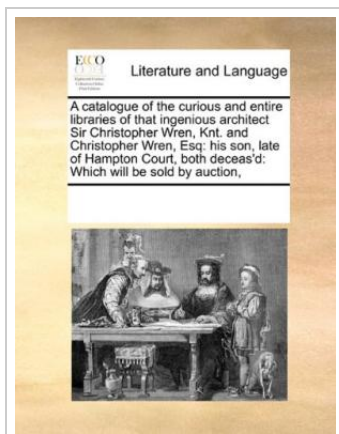 ECCO
Literature and Language
A catalogue of the curious and entire
libraries of that ingenious architect
Sir Christopher Wren, Knt. and
Christopher Wren, Esq: his son, late
of Hampton Court, both deceas'd:
Which will be sold by auction,